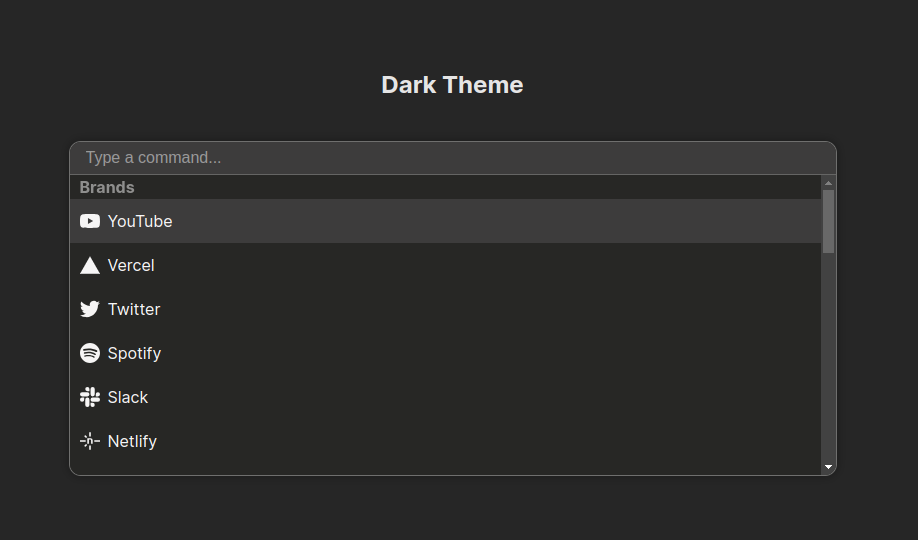 Dark Theme
Type a command...
Brands
YouTube
Vercel
Twitter
Spotify
Slack
Netlify